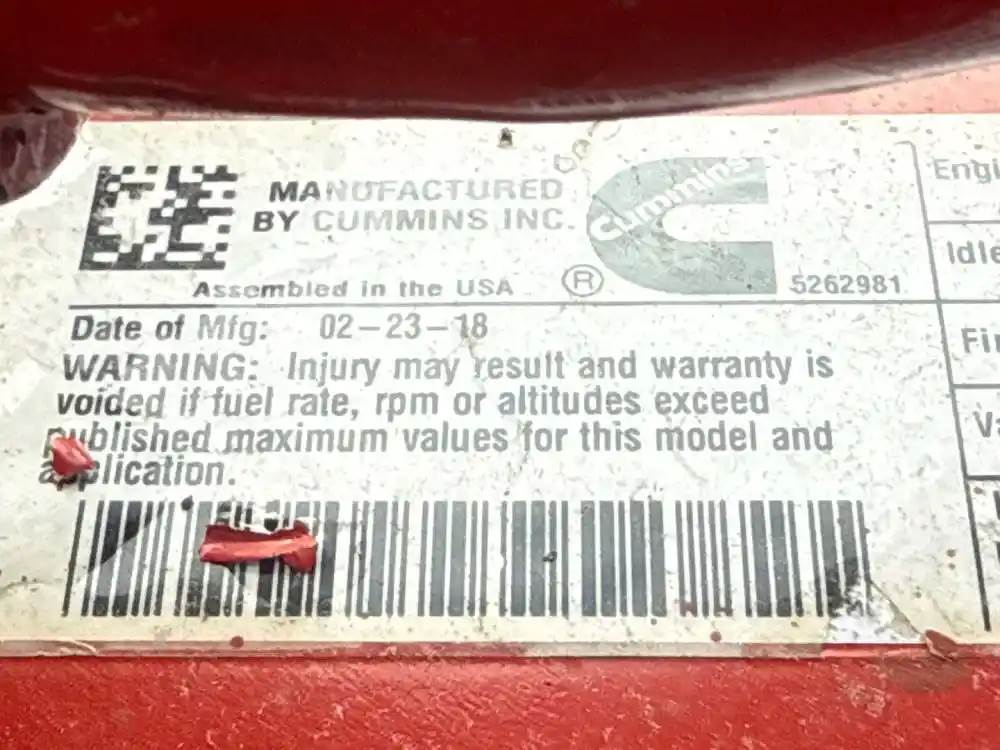 MANUFACTURED
BY CUMMINS INC.
Cummins
Assembled in the USA
®
5262981
Date of Mfg: 02-23-18
WARNING: Injury may result and warranty is
voided if fuel rate, rpm or altitudes exceed
published maximum values for this model and
application.
Engi
Idle
Fir
Va